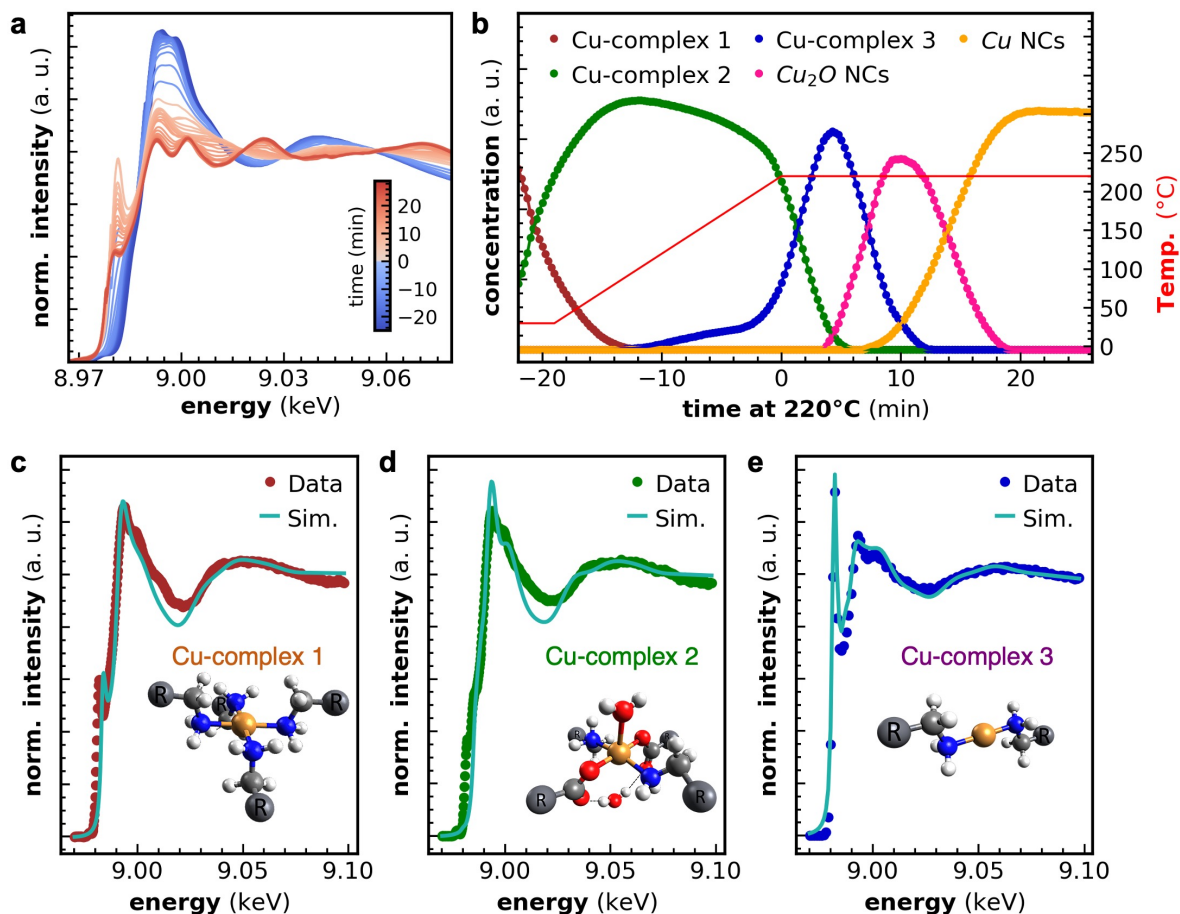 a
norm. intensity (a. u.)
time (min)
20
10
0
−10
−20
8.97
9.00
9.03
9.06
energy (keV)
b
Cu-complex 1
Cu-complex 3
Cu NCs
Cu-complex 2
Cu₂O NCs
concentration (a. u.)
250
200
150
100
50
0
Temp. (°C)
−20
−10
0
10
20
time at 220°C (min)
c
Data
Sim.
norm. intensity (a. u.)
Cu-complex 1
R
R
R
R
9.00
9.05
9.10
energy (keV)
d
Data
Sim.
norm. intensity (a. u.)
Cu-complex 2
R
R
R
R
9.00
9.05
9.10
energy (keV)
e
Data
Sim.
norm. intensity (a. u.)
Cu-complex 3
R
R
9.00
9.05
9.10
energy (keV)